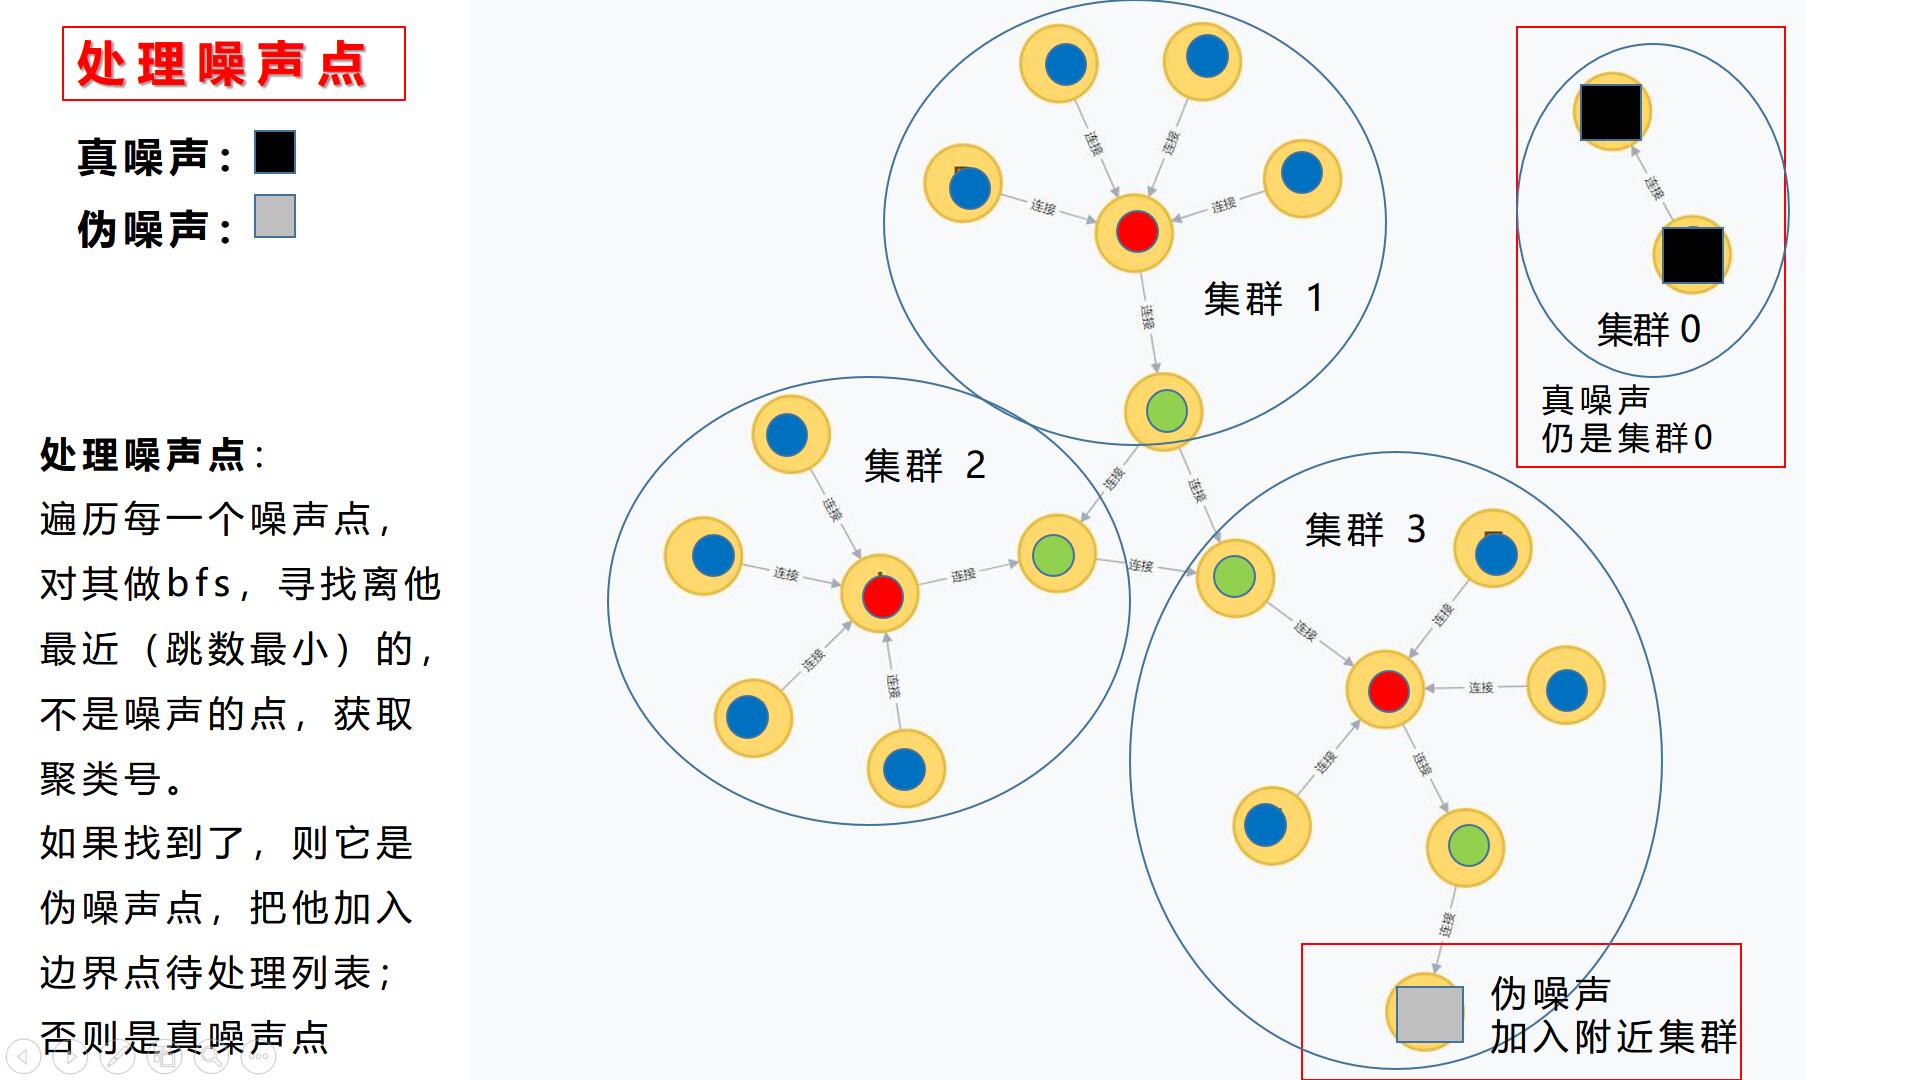 处理噪声点
真噪声：
伪噪声：
处理噪声点：
遍历每一个噪声点，
对其做bfs，寻找离他
最近（跳数最小）的，
不是噪声的点，获取
聚类号。
如果找到了，则它是
伪噪声点，把他加入
边界点待处理列表；
否则是真噪声点
连接
连接
连接
连接
集群 1
连接
集群 0
真噪声
仍是集群0
集群 2
连接
连接
连接
连接
连接
连接
连接
连接
集群 3
连接
连接
连接
连接
连接
连接
连接
伪噪声
加入附近集群